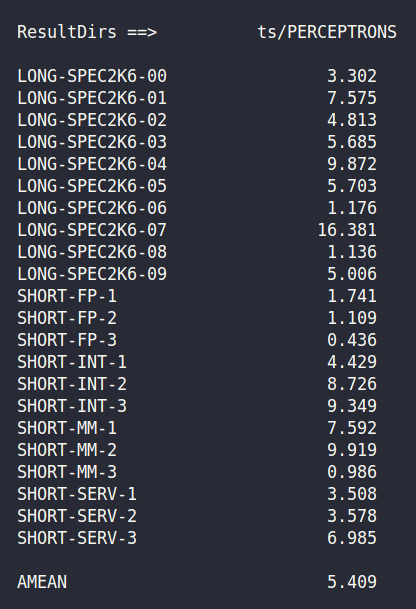 ResultDirs ==> ts/PERCEPTRONS
LONG-SPEC2K6-00 3.302
LONG-SPEC2K6-01 7.575
LONG-SPEC2K6-02 4.813
LONG-SPEC2K6-03 5.685
LONG-SPEC2K6-04 9.872
LONG-SPEC2K6-05 5.703
LONG-SPEC2K6-06 1.176
LONG-SPEC2K6-07 16.381
LONG-SPEC2K6-08 1.136
LONG-SPEC2K6-09 5.006
SHORT-FP-1 1.741
SHORT-FP-2 1.109
SHORT-FP-3 0.436
SHORT-INT-1 4.429
SHORT-INT-2 8.726
SHORT-INT-3 9.349
SHORT-MM-1 7.592
SHORT-MM-2 9.919
SHORT-MM-3 0.986
SHORT-SERV-1 3.508
SHORT-SERV-2 3.578
SHORT-SERV-3 6.985
AMEAN 5.409